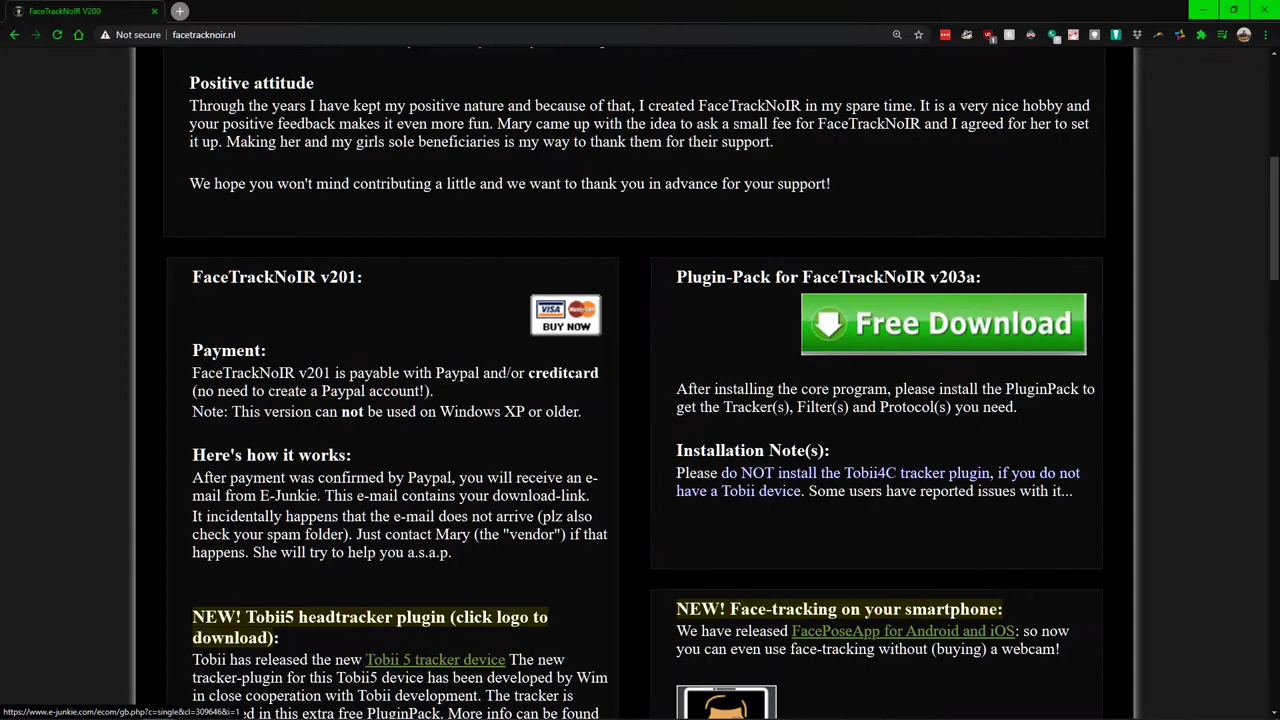 FaceTrackNoIR V200
Not secure
facetracknoir.nl
Positive attitude
Through the years I have kept my positive nature and because of that, I created FaceTrackNoIR in my spare time. It is a very nice hobby and
your positive feedback makes it even more fun. Mary came up with the idea to ask a small fee for FaceTrackNoIR and I agreed for her to set
it up. Making her and my girls sole beneficiaries is my way to thank them for their support.
We hope you won't mind contributing a little and we want to thank you in advance for your support!
FaceTrackNoIR v201:
VISA MasterCard
BUY NOW
Payment:
FaceTrackNoIR v201 is payable with Paypal and/or creditcard
(no need to create a Paypal account!).
Note: This version can not be used on Windows XP or older.
Here's how it works:
After payment was confirmed by Paypal, you will receive an e-
mail from E-Junkie. This e-mail contains your download-link.
It incidentally happens that the e-mail does not arrive (plz also
check your spam folder). Just contact Mary (the "vendor") if that
happens. She will try to help you a.s.a.p.
NEW! Tobii5 headtracker plugin (click logo to
download):
Tobii has released the new Tobii 5 tracker device The new
tracker-plugin for this Tobii5 device has been developed by Wim
in close cooperation with Tobii development. The tracker is
ed in this extra free PluginPack. More info can be found
Plugin-Pack for FaceTrackNoIR v203a:
Free Download
After installing the core program, please install the PluginPack to
get the Tracker(s), Filter(s) and Protocol(s) you need.
Installation Note(s):
Please do NOT install the Tobii4C tracker plugin, if you do not
have a Tobii device. Some users have reported issues with it...
NEW! Face-tracking on your smartphone:
We have released FacePoseApp for Android and iOS: so now
you can even use face-tracking without (buying) a webcam!
https://www.e-junkie.com/ecom/gb.php?c=single&cl=309646&i=1